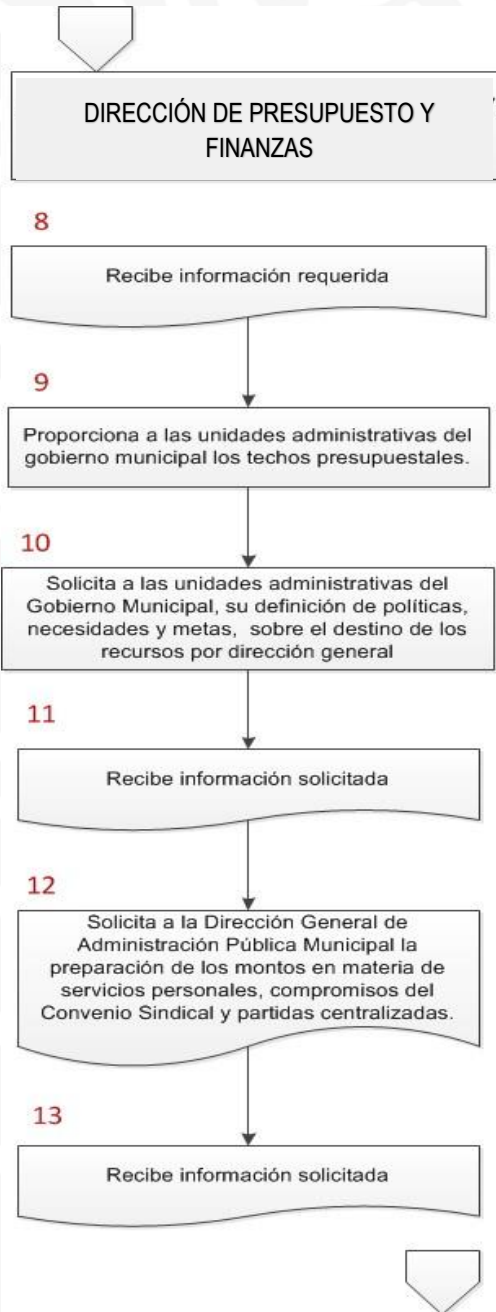 DIRECCIÓN DE PRESUPUESTO Y
FINANZAS
8
Recibe información requerida
9
Proporciona a las unidades administrativas del
gobierno municipal los techos presupuestales.
10
Solicita a las unidades administrativas del
Gobierno Municipal, su definición de políticas,
necesidades y metas, sobre el destino de los
recursos por dirección general
11
Recibe información solicitada
12
Solicita a la Dirección General de
Administración Pública Municipal la
preparación de los montos en materia de
servicios personales, compromisos del
Convenio Sindical y partidas centralizadas.
13
Recibe información solicitada